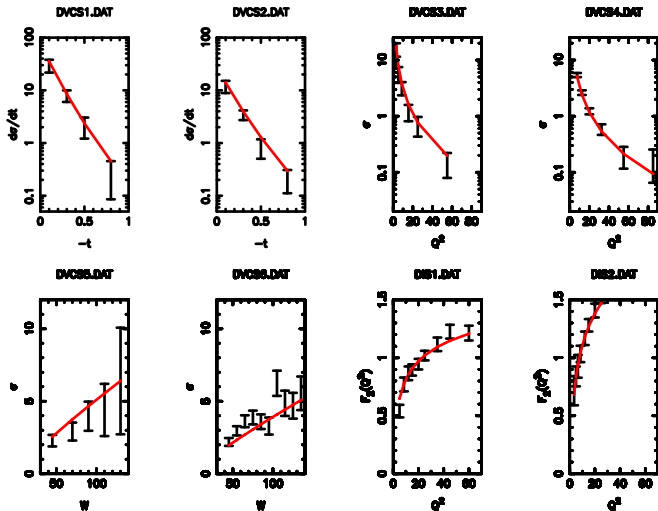 DVCS1.DAT
DVCS2.DAT
DVCS3.DAT
DVCS4.DAT
100
10
1
0.1
dσ/dt
0
0.5
1
−t
100
10
1
0.1
dσ/dt
0
0.5
1
−t
10
1
0.1
σ
0 20 40 60 80
Q²
10
1
0.1
σ
0 20 40 60 80
Q²
DVCS5.DAT
DVCS6.DAT
DIS1.DAT
DIS2.DAT
10
5
0
σ
50
100
W
10
5
0
σ
50
100
W
1.5
1
0.5
0
F₂(Q²)
0 20 40 60
Q²
1.5
1
0.5
0
F₂(Q²)
0 20 40 60
Q²